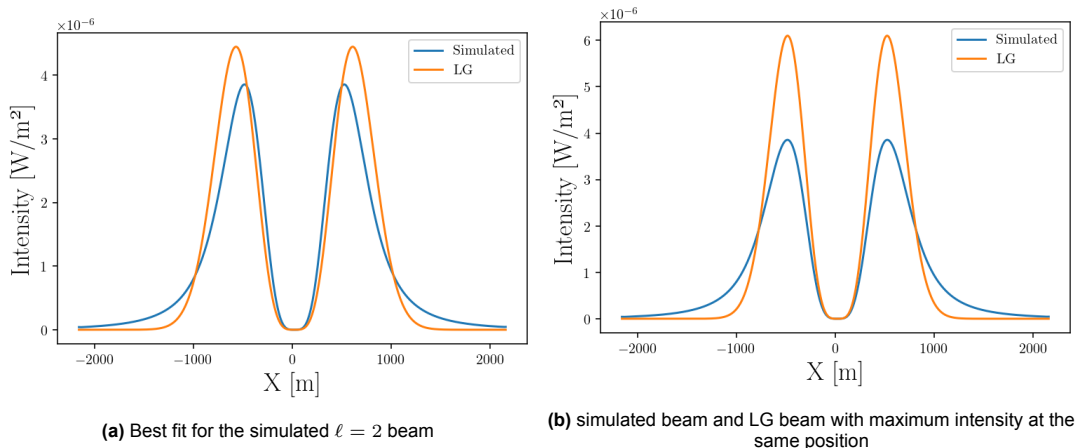 ×10⁻⁶
Simulated
LG
4
3
2
1
0
Intensity [W/m²]
−2000
−1000
0
1000
2000
X [m]
(a) Best fit for the simulated ℓ = 2 beam
×10⁻⁶
Simulated
LG
6
5
4
3
2
1
0
Intensity [W/m²]
−2000
−1000
0
1000
2000
X [m]
(b) simulated beam and LG beam with maximum intensity at the
same position